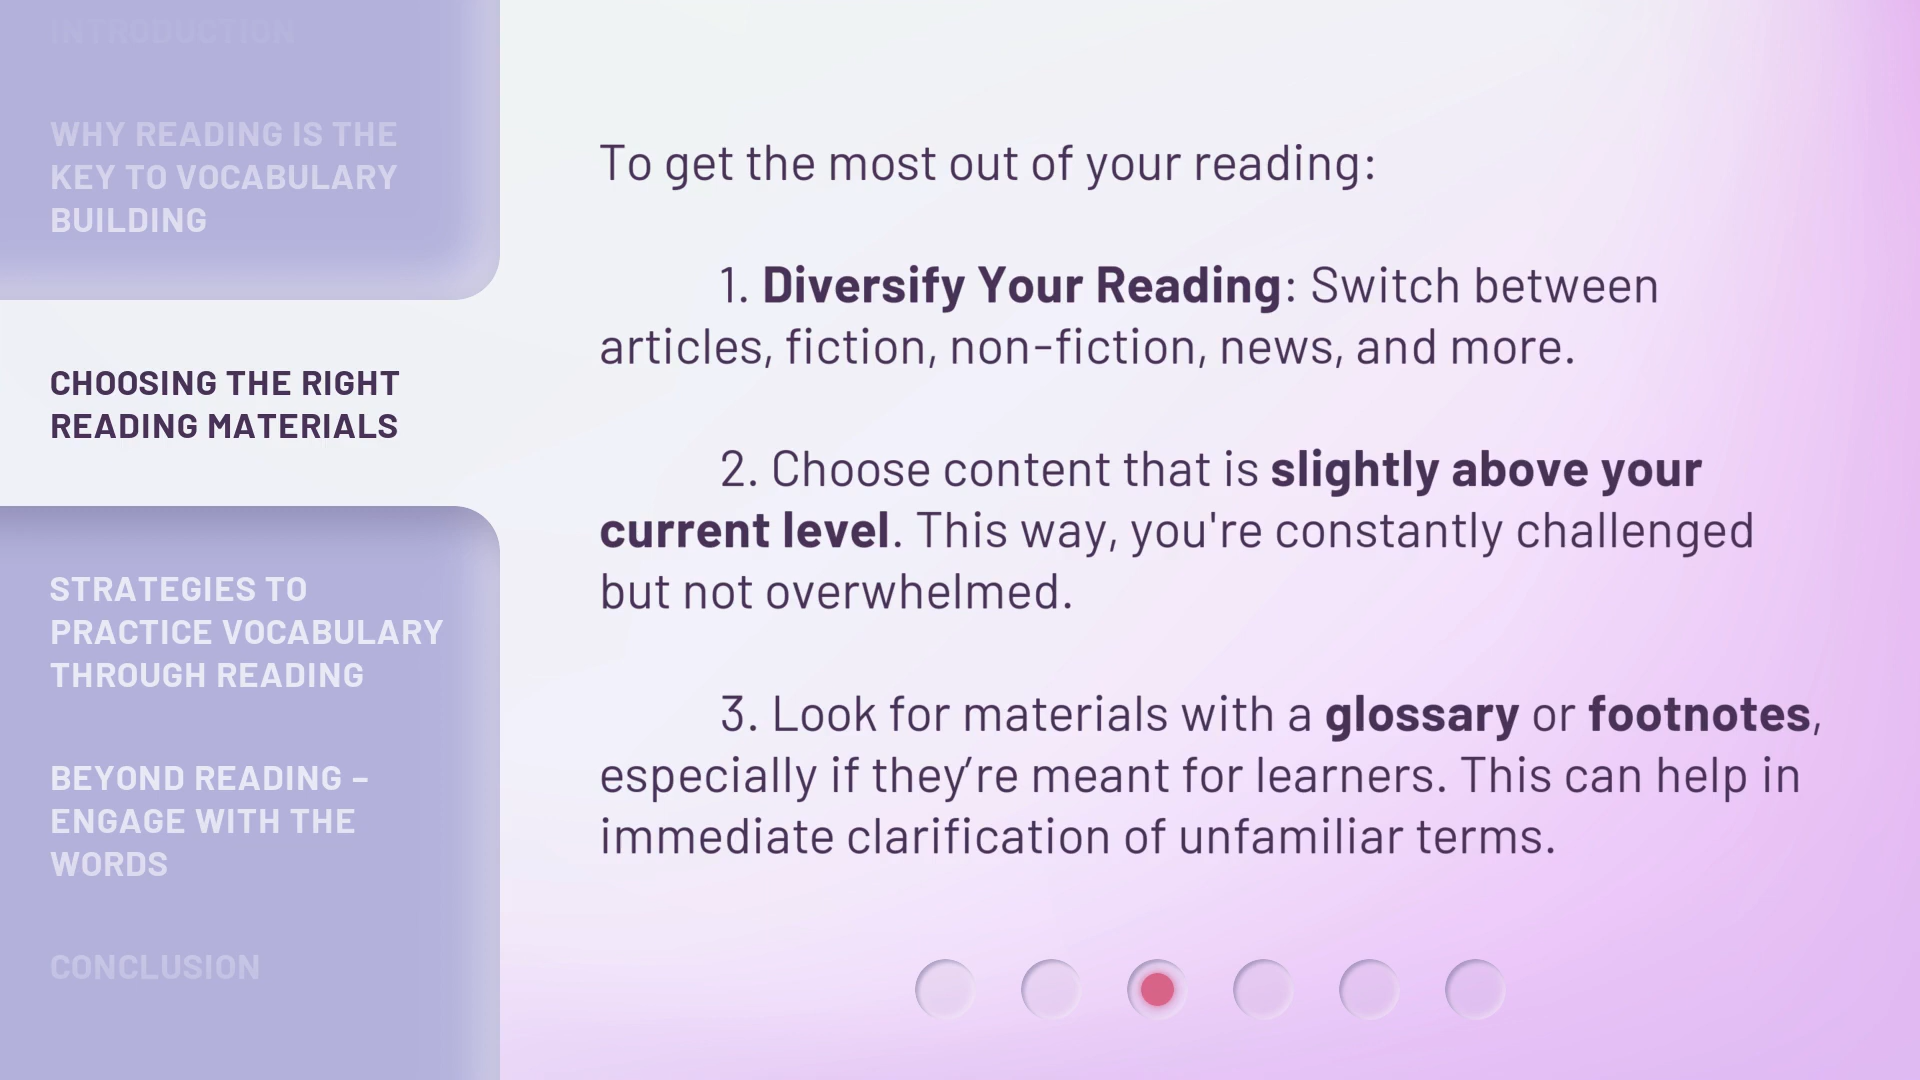 INTRODUCTION
WHY READING IS THE
KEY TO VOCABULARY
BUILDING
CHOOSING THE RIGHT
READING MATERIALS
STRATEGIES TO
PRACTICE VOCABULARY
THROUGH READING
BEYOND READING –
ENGAGE WITH THE
WORDS
CONCLUSION
To get the most out of your reading:
1. Diversify Your Reading: Switch between
articles, fiction, non-fiction, news, and more.
2. Choose content that is slightly above your
current level. This way, you're constantly challenged
but not overwhelmed.
3. Look for materials with a glossary or footnotes,
especially if they’re meant for learners. This can help in
immediate clarification of unfamiliar terms.